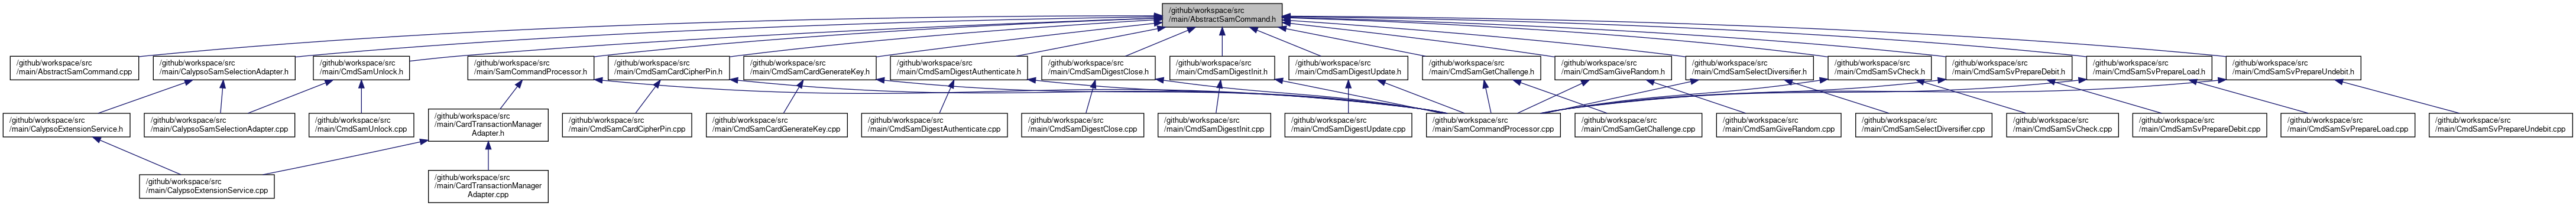 /github/workspace/src
/main/AbstractSamCommand.h
/github/workspace/src
/main/AbstractSamCommand.cpp
/github/workspace/src
/main/CalypsoSamSelectionAdapter.h
/github/workspace/src
/main/CmdSamUnlock.h
/github/workspace/src
/main/SamCommandProcessor.h
/github/workspace/src
/main/CmdSamCardCipherPin.h
/github/workspace/src
/main/CmdSamCardGenerateKey.h
/github/workspace/src
/main/CmdSamDigestAuthenticate.h
/github/workspace/src
/main/CmdSamDigestClose.h
/github/workspace/src
/main/CmdSamDigestInit.h
/github/workspace/src
/main/CmdSamDigestUpdate.h
/github/workspace/src
/main/CmdSamGetChallenge.h
/github/workspace/src
/main/CmdSamGiveRandom.h
/github/workspace/src
/main/CmdSamSelectDiversifier.h
/github/workspace/src
/main/CmdSamSvCheck.h
/github/workspace/src
/main/CmdSamSvPrepareDebit.h
/github/workspace/src
/main/CmdSamSvPrepareLoad.h
/github/workspace/src
/main/CmdSamSvPrepareUndebit.h
/github/workspace/src
/main/CalypsoExtensionService.h
/github/workspace/src
/main/CalypsoSamSelectionAdapter.cpp
/github/workspace/src
/main/CmdSamUnlock.cpp
/github/workspace/src
/main/CardTransactionManager
Adapter.h
/github/workspace/src
/main/CmdSamCardCipherPin.cpp
/github/workspace/src
/main/CmdSamCardGenerateKey.cpp
/github/workspace/src
/main/CmdSamDigestAuthenticate.cpp
/github/workspace/src
/main/CmdSamDigestClose.cpp
/github/workspace/src
/main/CmdSamDigestInit.cpp
/github/workspace/src
/main/CmdSamDigestUpdate.cpp
/github/workspace/src
/main/SamCommandProcessor.cpp
/github/workspace/src
/main/CmdSamGetChallenge.cpp
/github/workspace/src
/main/CmdSamGiveRandom.cpp
/github/workspace/src
/main/CmdSamSelectDiversifier.cpp
/github/workspace/src
/main/CmdSamSvCheck.cpp
/github/workspace/src
/main/CmdSamSvPrepareDebit.cpp
/github/workspace/src
/main/CmdSamSvPrepareLoad.cpp
/github/workspace/src
/main/CmdSamSvPrepareUndebit.cpp
/github/workspace/src
/main/CalypsoExtensionService.cpp
/github/workspace/src
/main/CardTransactionManager
Adapter.cpp